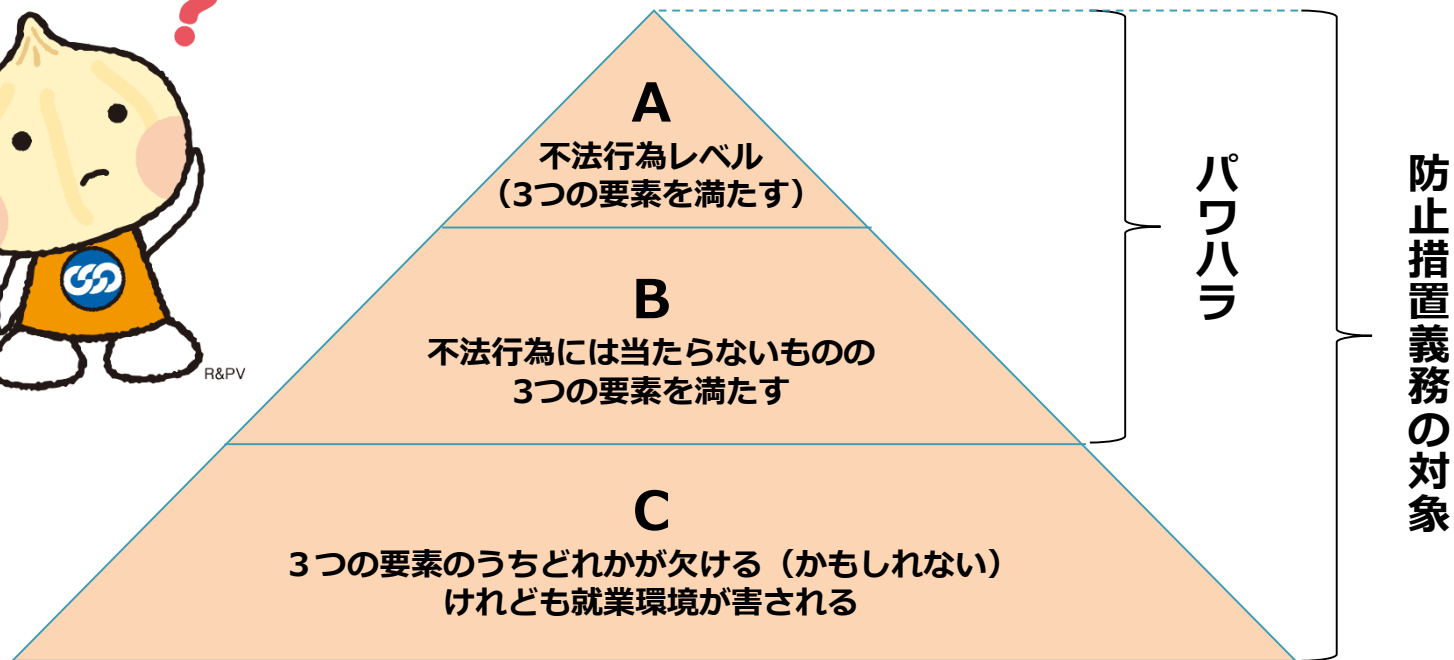 ?
A
不法行為レベル
（3つの要素を満たす）
B
不法行為には当たらないものの
3つの要素を満たす
C
３つの要素のうちどれかが欠ける（かもしれない）
けれども就業環境が害される
パワハラ
防止措置義務の対象
R&PV